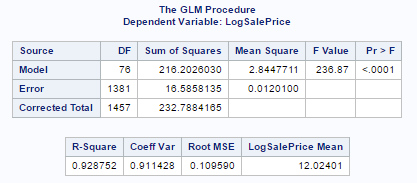 The GLM Procedure
Dependent Variable: LogSalePrice
Source DF Sum of Squares Mean Square F Value Pr > F
Model 76 216.2026030 2.8447711 236.87 <.0001
Error 1381 16.5858135 0.0120100
Corrected Total 1457 232.7884165
R-Square Coeff Var Root MSE LogSalePrice Mean
0.928752 0.911428 0.109590 12.02401